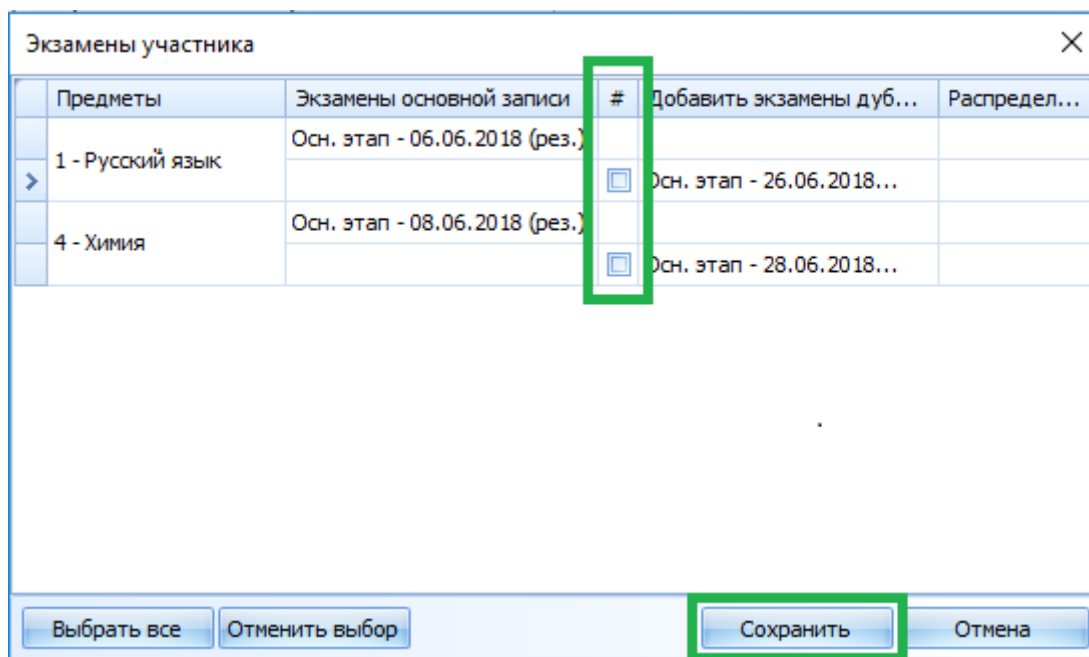 Экзамены участника
Предметы Экзамены основной записи # Добавить экзамены дуб... Распредел...
Осн. этап - 06.06.2018 (рез.)
1 - Русский язык
Осн. этап - 26.06.2018...
Осн. этап - 08.06.2018 (рез.)
4 - Химия
Осн. этап - 28.06.2018...
Выбрать все Отменить выбор Сохранить Отмена